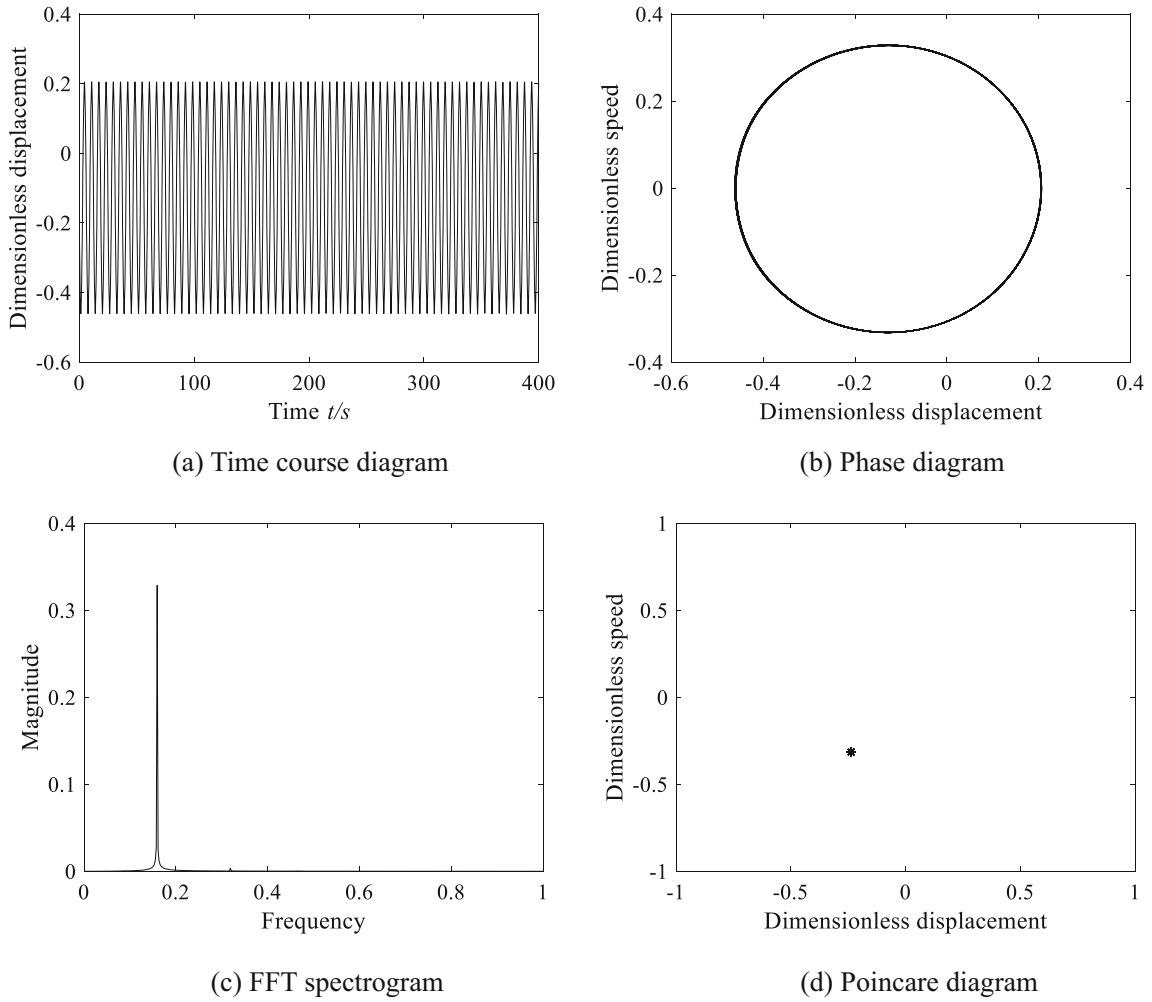 0.4
0.2
0
-0.2
-0.4
-0.6
Dimensionless displacement
0 100 200 300 400
Time t/s
(a) Time course diagram
0.4
0.2
0
-0.2
-0.4
Dimensionless speed
-0.6 -0.4 -0.2 0 0.2 0.4
Dimensionless displacement
(b) Phase diagram
0.4
0.3
0.2
0.1
0
Magnitude
0 0.2 0.4 0.6 0.8 1
Frequency
(c) FFT spectrogram
1
0.5
0
-0.5
-1
Dimensionless speed
-1 -0.5 0 0.5 1
Dimensionless displacement
(d) Poincare diagram